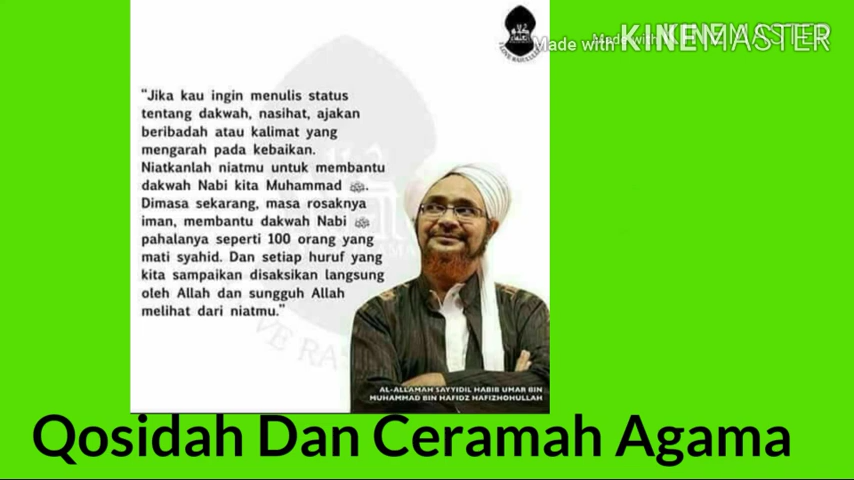 Made with KINEMASTER
"Jika kau ingin menulis status
tentang dakwah, nasihat, ajakan
beribadah atau kalimat yang
mengarah pada kebaikan.
Niatkanlah niatmu untuk membantu
dakwah Nabi kita Muhammad ﷺ.
Dimasa sekarang, masa rosaknya
iman, membantu dakwah Nabi ﷺ
pahalanya seperti 100 orang yang
mati syahid. Dan setiap huruf yang
kita sampaikan disaksikan langsung
oleh Allah dan sungguh Allah
melihat dari niatmu."
AL-ALLAMAH SAYYIDIL HABIB UMAR BIN
MUHAMMAD BIN HAFIDZ HAFIZHOHULLAH
Qosidah Dan Ceramah Agama